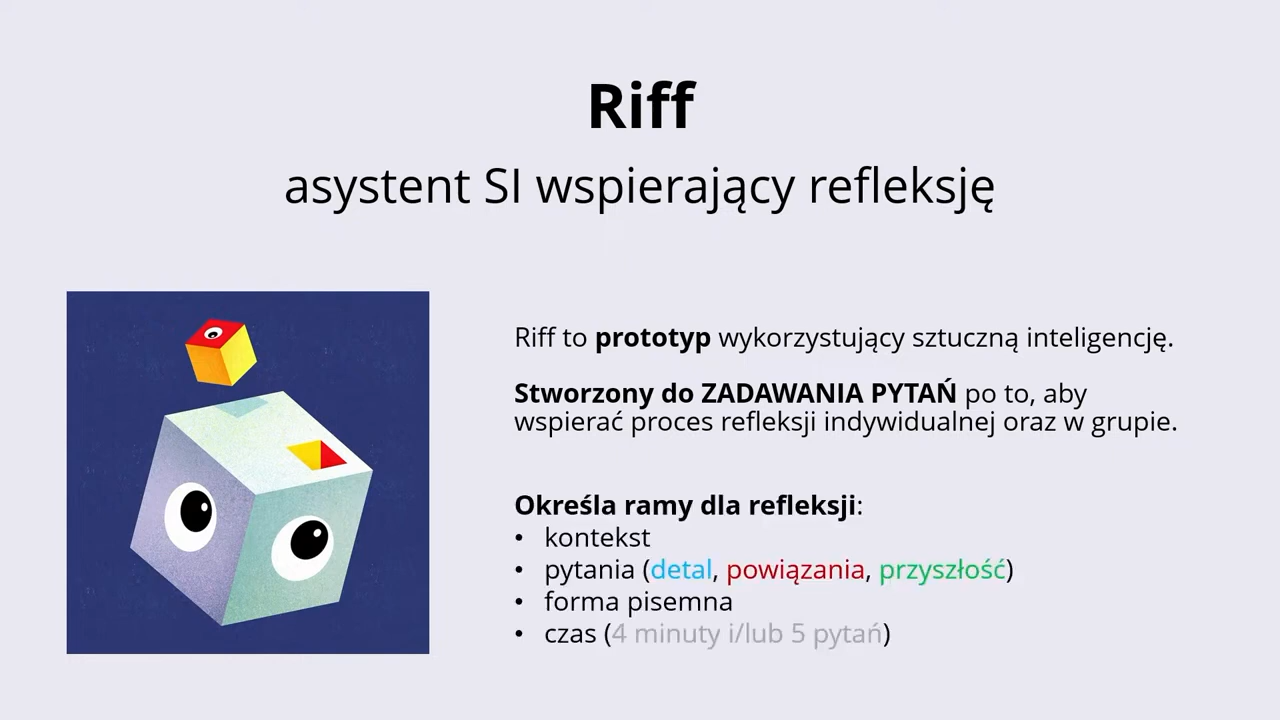 Riff
asystent SI wspierający refleksję
Riff to prototyp wykorzystujący sztuczną inteligencję.
Stworzony do ZADAWANIA PYTAŃ po to, aby
wspierać proces refleksji indywidualnej oraz w grupie.
Określa ramy dla refleksji:
• kontekst
• pytania (detal, powiązania, przyszłość)
• forma pisemna
• czas (4 minuty i/lub 5 pytań)